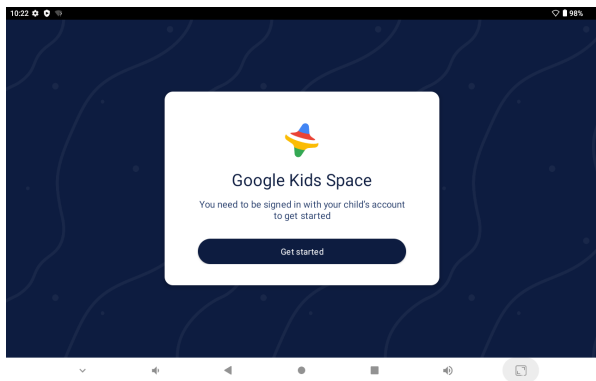 10:22
98%
Google Kids Space
You need to be signed in with your child's account
to get started
Get started